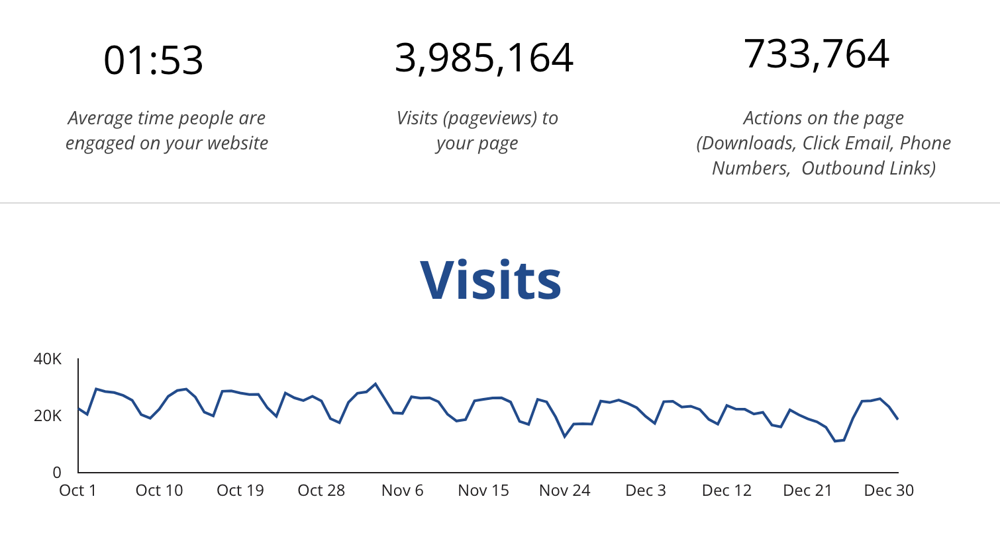 01:53
3,985,164
733,764
Average time people are
engaged on your website
Visits (pageviews) to
your page
Actions on the page
(Downloads, Click Email, Phone
Numbers,  Outbound Links)
Visits
40K
20K
0
Oct 1
Oct 10
Oct 19
Oct 28
Nov 6
Nov 15
Nov 24
Dec 3
Dec 12
Dec 21
Dec 30